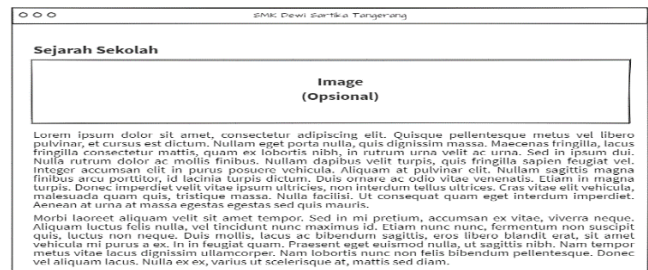 SMK Dewi Sartika Tangerang
Sejarah Sekolah
Image
(Opsional)
Lorem ipsum dolor sit amet, consectetur adipiscing elit. Quisque pellentesque metus vel libero
pulvinar, et cursus est dictum. Nullam eget porta nulla, quis dignissim massa. Maecenas fringilla, lacus
fringilla consectetur mattis, quam ex lobortis nibh, in rutrum urna velit ac urna. Sed in ipsum dui.
Nulla rutrum dolor ac mollis finibus. Nullam dapibus velit turpis, quis fringilla sapien feugiat vel.
Integer accumsan elit in purus posuere vehicula. Aliquam at pulvinar elit. Nullam sagittis magna
finibus arcu porttitor, id lacinia turpis dictum. Duis ornare ac odio vitae venenatis. Etiam in magna
turpis. Donec imperdiet velit vitae ipsum ultricies, non interdum tellus ultrices. Cras vitae elit vehicula,
malesuada quam quis, tristique massa. Nulla facilisi. Ut consequat quam eget interdum imperdiet.
Aenean at urna at massa egestas egestas sed quis mauris.
Morbi laoreet aliquam velit sit amet tempor. Sed in mi pretium, accumsan ex vitae, viverra neque.
Aliquam luctus felis nulla, vel tincidunt nunc maximus id. Etiam nunc nunc, fermentum non suscipit
quis, luctus non neque. Duis mollis, lacus ac bibendum sagittis, eros libero blandit erat, sit amet
vehicula mi purus a ex. In in feugiat quam. Praesent eget euismod nulla, ut sagittis nibh. Nam tempor
metus vitae lacus dignissim ullamcorper. Nam lobortis nunc non felis bibendum pellentesque. Donec
vel aliquam lacus. Nulla ex ex, varius ut scelerisque at, mattis sed diam.